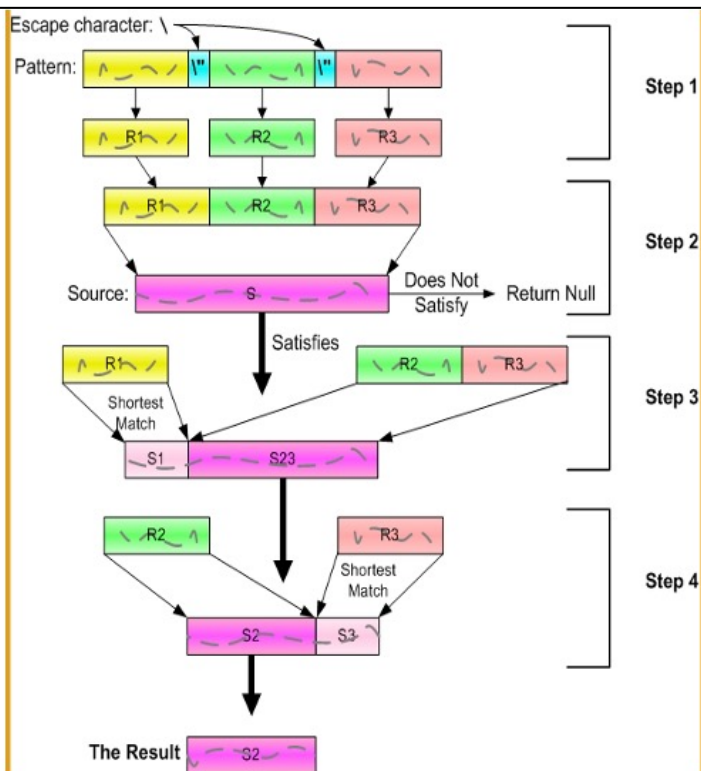 Escape character: \
Pattern: \" \"
Step 1
R1 R2 R3
R1 R2 R3
Step 2
Source: S
Does Not
Satisfy
Return Null
Satisfies
R1 R2 R3
Step 3
Shortest
Match
S1 S23
R2 R3
Shortest
Match
Step 4
S2 S3
The Result S2